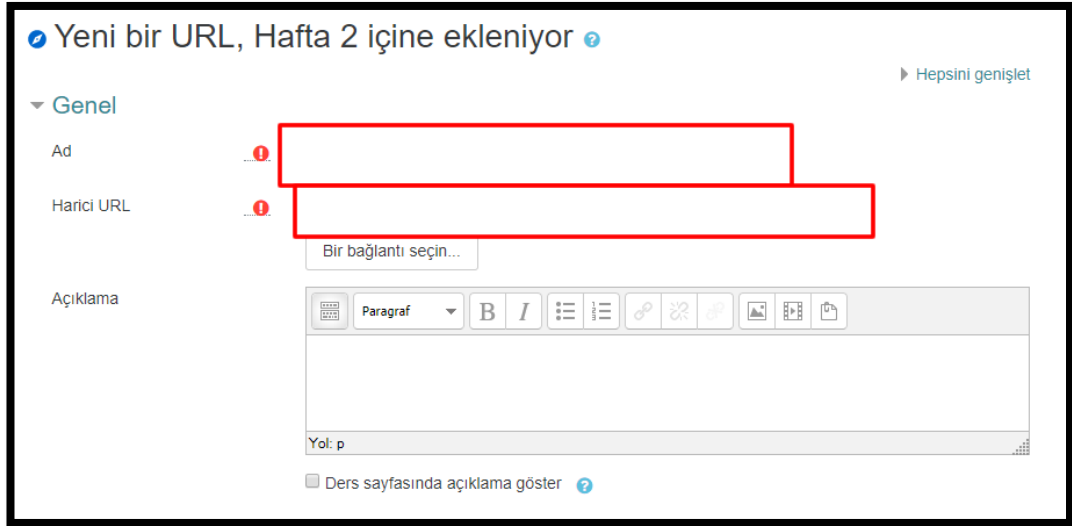 Yeni bir URL, Hafta 2 içine ekleniyor
Hepsini genişlet
Genel
Ad
Harici URL
Bir bağlantı seçin...
Açıklama
Paragraf B I
Yol: p
Ders sayfasında açıklama göster